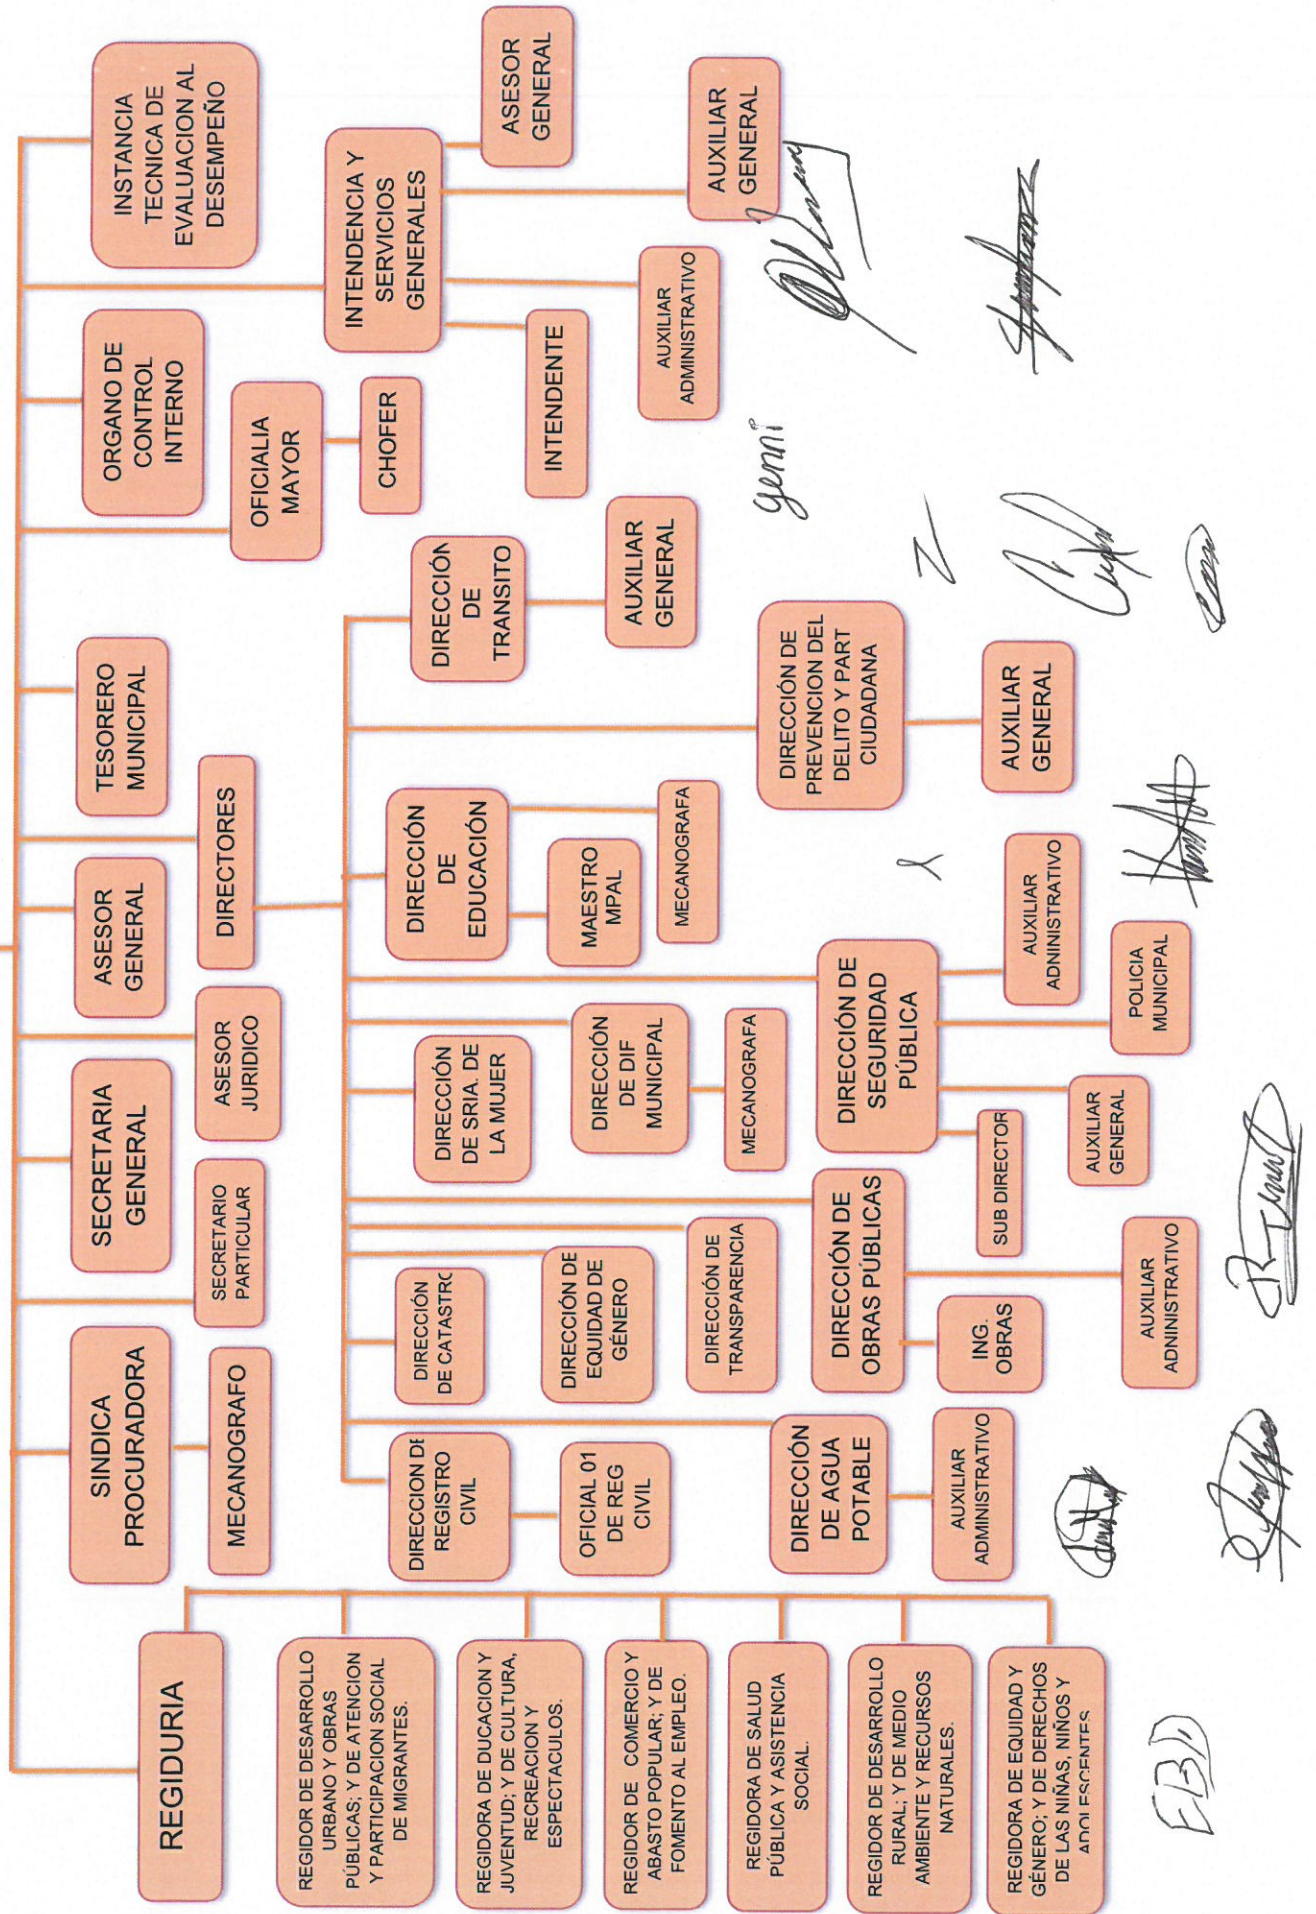 REGIDURIA
REGIDOR DE DESARROLLO
URBANO Y OBRAS
PÚBLICAS; Y DE ATENCION
Y PARTICIPACION SOCIAL
DE MIGRANTES.
REGIDORA DE DUCACION Y
JUVENTUD; Y DE CULTURA,
RECREACION Y
ESPECTACULOS.
REGIDOR DE COMERCIO Y
ABASTO POPULAR; Y DE
FOMENTO AL EMPLEO.
REGIDORA DE SALUD
PÚBLICA Y ASISTENCIA
SOCIAL.
REGIDOR DE DESARROLLO
RURAL; Y DE MEDIO
AMBIENTE Y RECURSOS
NATURALES.
REGIDORA DE EQUIDAD Y
GÉNERO; Y DE DERECHOS
DE LAS NIÑAS, NIÑOS Y
ADOLESCENTES
SINDICA
PROCURADORA
MECANOGRAFO
SECRETARIO
PARTICULAR
SECRETARIA
GENERAL
ASESOR
JURIDICO
ASESOR
GENERAL
DIRECTORES
TESORERO
MUNICIPAL
OFICIALIA
MAYOR
CHOFER
ORGANO DE
CONTROL
INTERNO
INTENDENCIA Y
SERVICIOS
GENERALES
INTENDENTE
AUXILIAR
ADMINISTRATIVO
AUXILIAR
GENERAL
ASESOR
GENERAL
INSTANCIA
TECNICA DE
EVALUACION AL
DESEMPEÑO
DIRECCION DE
REGISTRO
CIVIL
OFICIAL 01
DE REG
CIVIL
DIRECCIÓN
DE AGUA
POTABLE
AUXILIAR
ADMINISTRATIVO
DIRECCIÓN
DE CATASTRO
DIRECCIÓN DE
EQUIDAD DE
GÉNERO
DIRECCIÓN DE
TRANSPARENCIA
DIRECCIÓN DE
OBRAS PÚBLICAS
ING.
OBRAS
AUXILIAR
ADNINISTRATIVO
DIRECCIÓN
DE SRIA. DE
LA MUJER
DIRECCIÓN
DE DIF
MUNICIPAL
MECANOGRAFA
DIRECCIÓN DE
SEGURIDAD
PÚBLICA
SUB DIRECTOR
AUXILIAR
GENERAL
POLICIA
MUNICIPAL
AUXILIAR
ADNINISTRATIVO
DIRECCIÓN
DE
EDUCACIÓN
MAESTRO
MPAL
MECANOGRAFA
DIRECCIÓN DE
PREVENCION DEL
DELITO Y PART
CIUDADANA
AUXILIAR
GENERAL
DIRECCIÓN
DE
TRANSITO
AUXILIAR
GENERAL
yenni
EBD